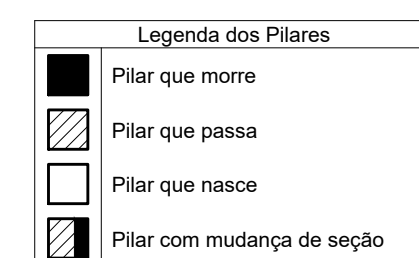 Legenda dos Pilares
Pilar que morre
Pilar que passa
Pilar que nasce
Pilar com mudança de seção